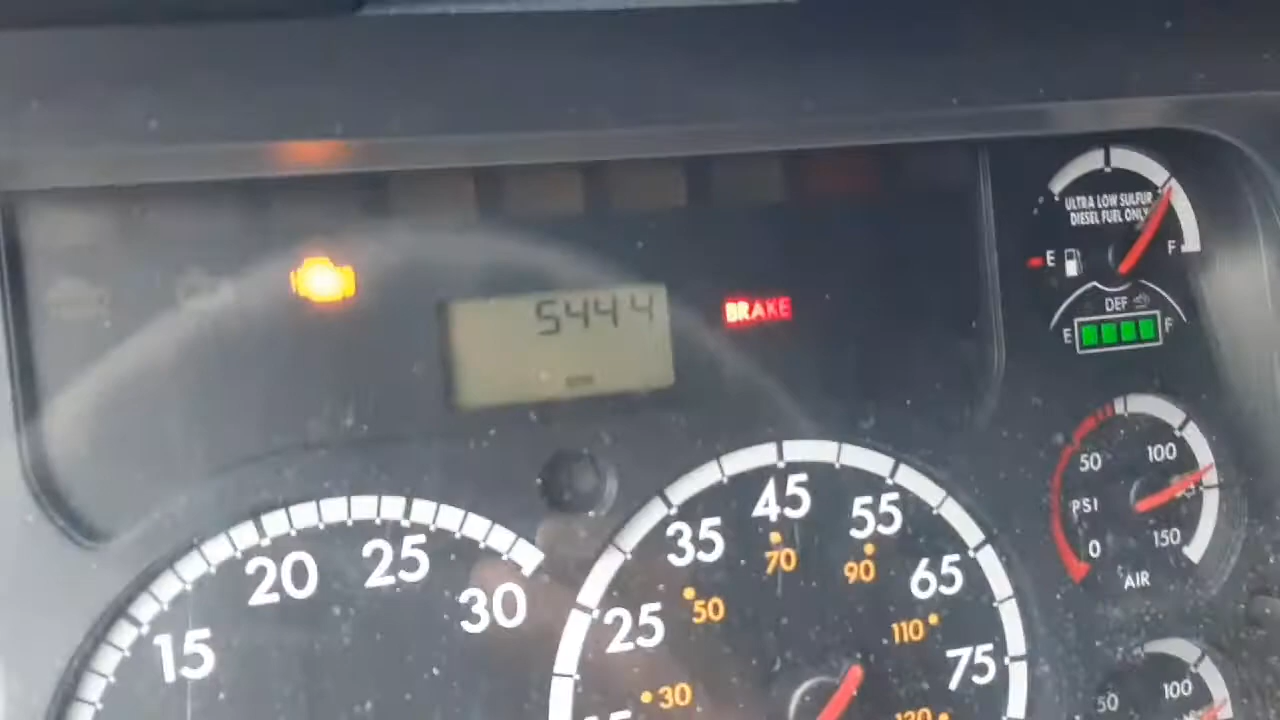 5444
BRAKE
ULTRA LOW SULFUR
DIESEL FUEL ONLY
E F
DEF
E F
50 100
PSI
0 150
AIR
15 20 25 30
25 35 45 55 65 75
30 50 70 90 110
50 100